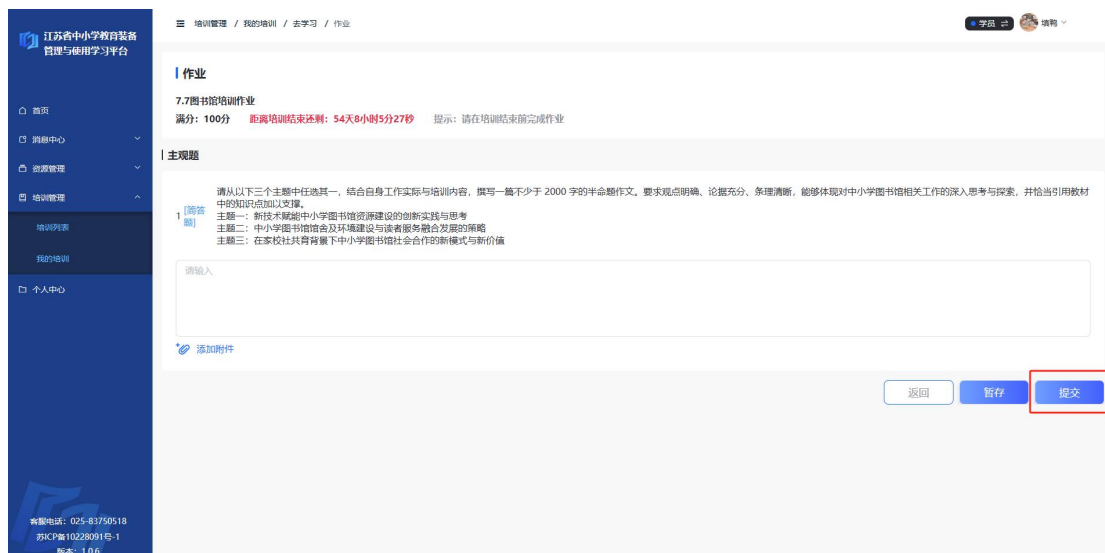 江苏省中小学教育装备
管理与使用学习平台
培训管理 / 我的培训 / 去学习 / 作业
学员
填鸭
首页
消息中心
资源管理
培训管理
培训列表
我的培训
个人中心
作业
7.7图书馆培训作业
满分：100分 距离培训结束还剩：54天8小时5分27秒 提示：请在培训结束前完成作业
主观题
1 [简答题]
请从以下三个主题中任选其一，结合自身工作实际与培训内容，撰写一篇不少于 2000 字的半命题作文。要求观点明确、论据充分、条理清晰，能够体现对中小学图书馆相关工作的深入思考与探索，并恰当引用教材
中的知识点加以支撑。
主题一：新技术赋能中小学图书馆资源建设的创新实践与思考
主题二：中小学图书馆馆舍及环境建设与读者服务融合发展的策略
主题三：在家校社共育背景下中小学图书馆社会合作的新模式与新价值
请输入
添加附件
返回
暂存
提交
客服电话：025-83750518
苏ICP备10228091号-1
版本：1.0.6